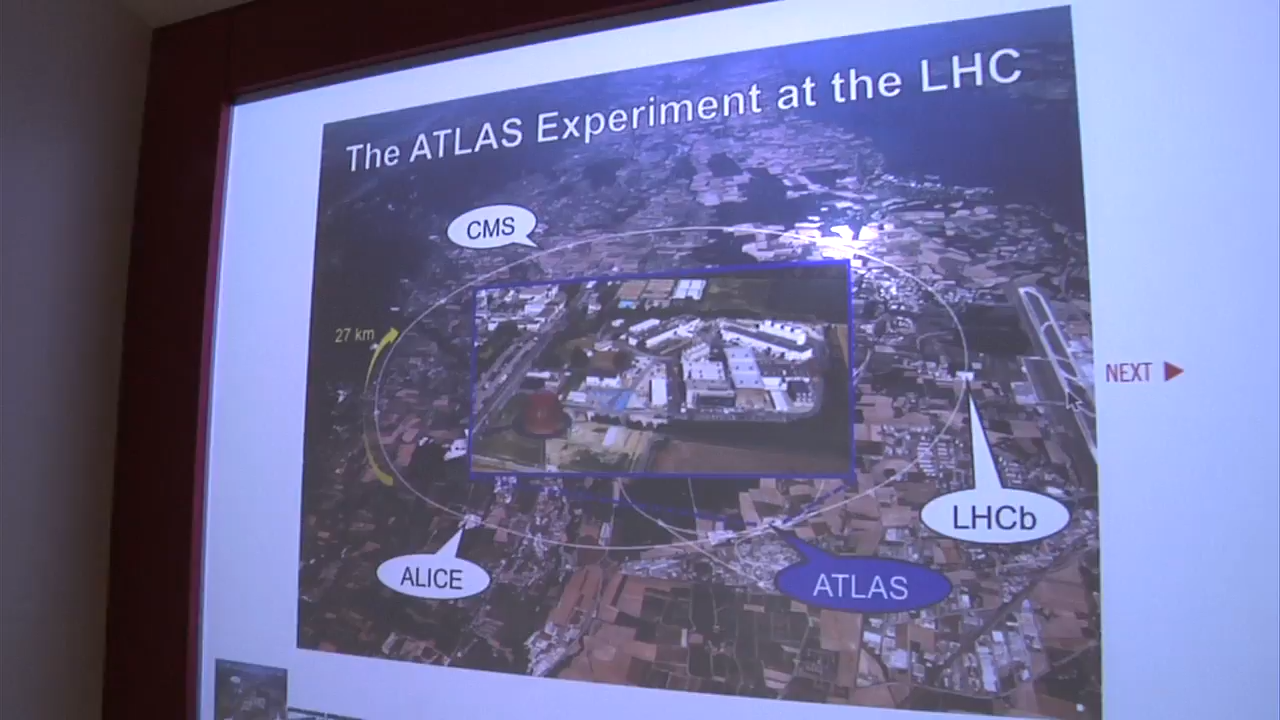 The ATLAS Experiment at the LHC
CMS
27 km
NEXT
LHCb
ALICE
ATLAS